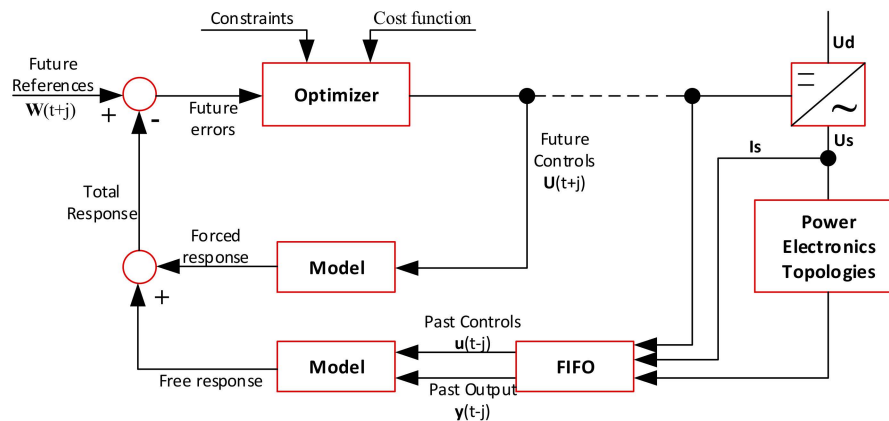 Constraints
Cost function
Ud
Future
References
W(t+j)
+
-
Future
errors
Optimizer
=
~
Us
Is
Future
Controls
U(t+j)
Total
Response
Forced
response
Model
Power
Electronics
Topologies
+
Past Controls
u(t-j)
Free response
Model
FIFO
Past Output
y(t-j)